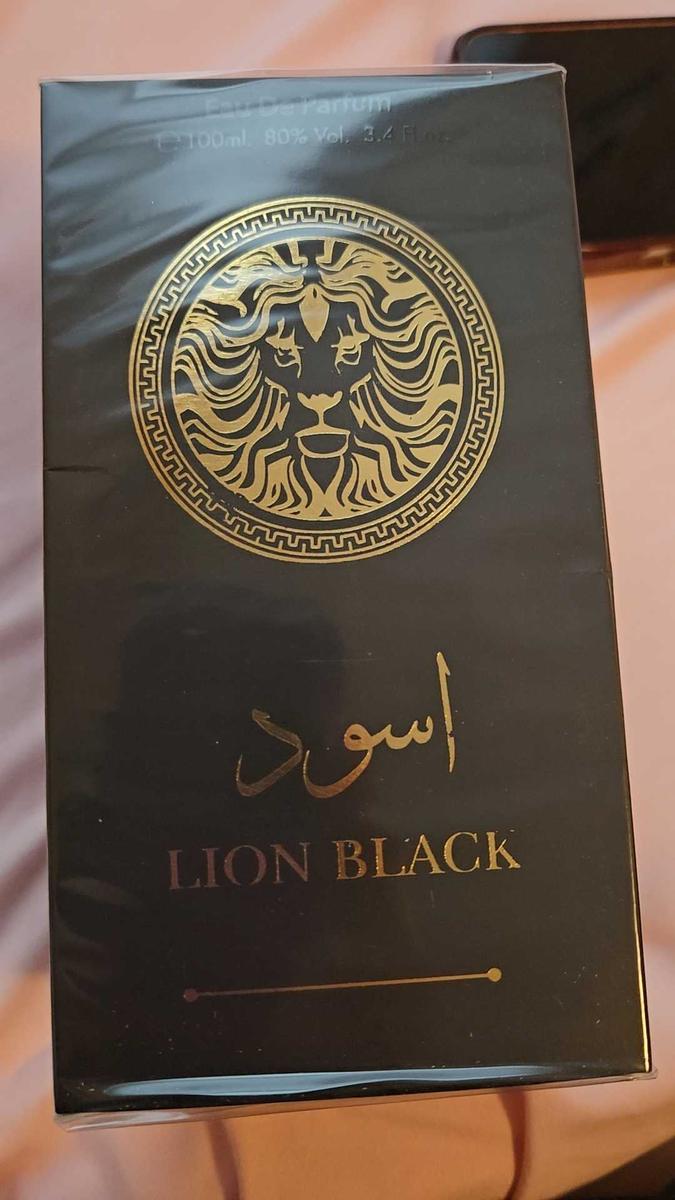 Eau De Parfum
℮ 100ml. 80% Vol. 3.4 Fl.oz.
اسود
LION BLACK